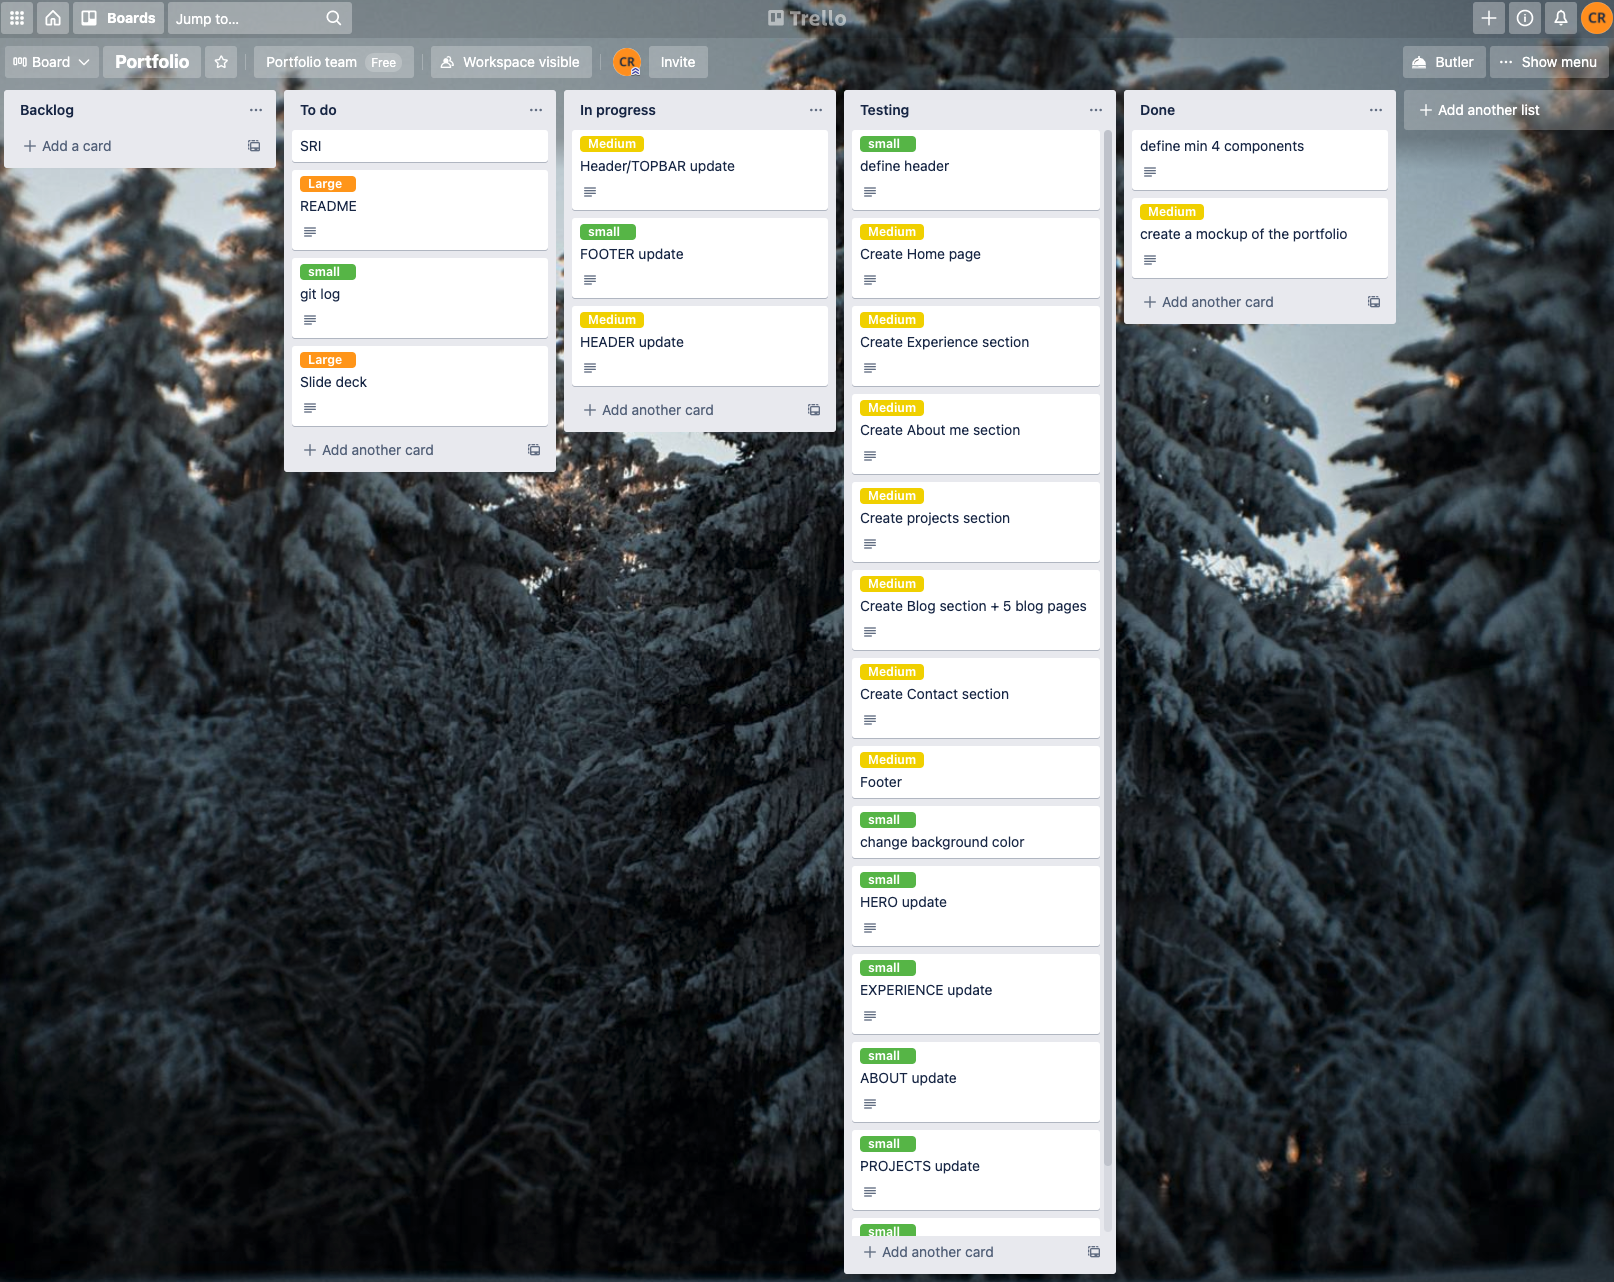 Boards
Jump to...
Trello
CR
Board
Portfolio
Portfolio team
Free
Workspace visible
CR
Invite
Butler
Show menu
Backlog
Add a card
To do
SRI
Large
README
small
git log
Large
Slide deck
Add another card
In progress
Medium
Header/TOPBAR update
small
FOOTER update
Medium
HEADER update
Add another card
Testing
small
define header
Medium
Create Home page
Medium
Create Experience section
Medium
Create About me section
Medium
Create projects section
Medium
Create Blog section + 5 blog pages
Medium
Create Contact section
Medium
Footer
small
change background color
small
HERO update
small
EXPERIENCE update
small
ABOUT update
small
PROJECTS update
small
Add another card
Done
define min 4 components
Medium
create a mockup of the portfolio
Add another card
Add another list